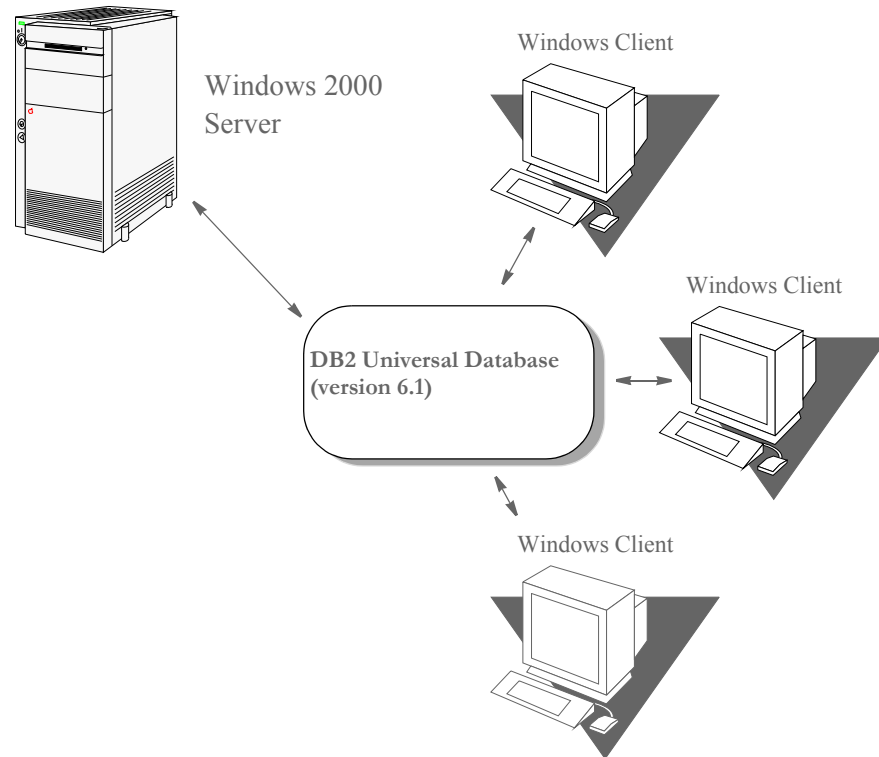 Windows Client
Windows 2000
Server
Windows Client
DB2 Universal Database
(version 6.1)
Windows Client